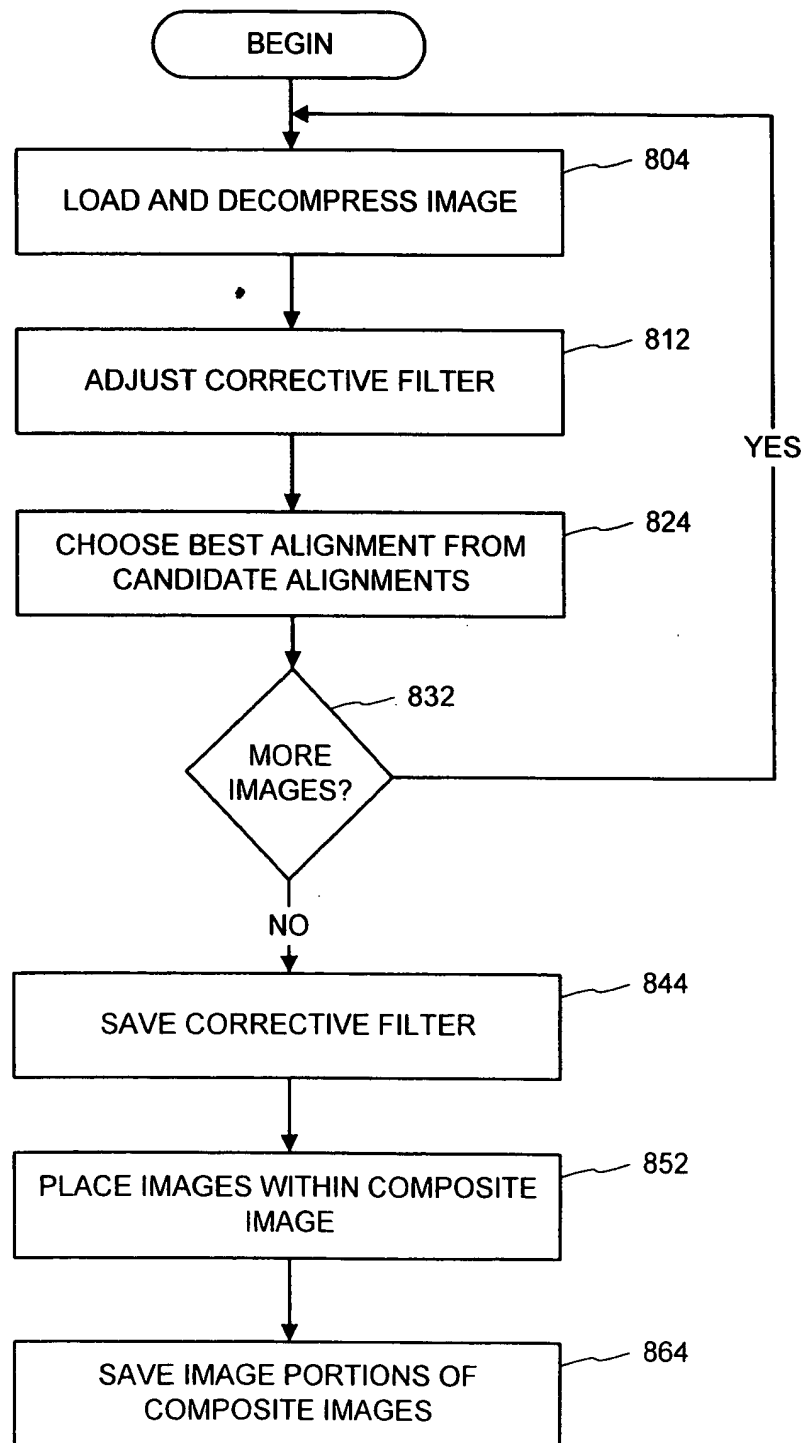 BEGIN
LOAD AND DECOMPRESS IMAGE
804
ADJUST CORRECTIVE FILTER
812
YES
CHOOSE BEST ALIGNMENT FROM
CANDIDATE ALIGNMENTS
824
832
MORE
IMAGES?
NO
SAVE CORRECTIVE FILTER
844
PLACE IMAGES WITHIN COMPOSITE
IMAGE
852
SAVE IMAGE PORTIONS OF
COMPOSITE IMAGES
864